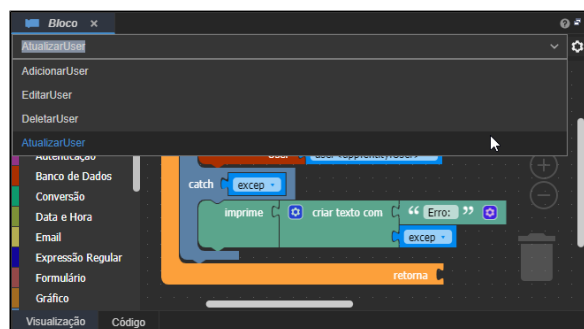 Bloco
AtualizarUser
AdicionarUser
EditarUser
DeletarUser
AtualizarUser
Autenticação
Banco de Dados
Conversão
Data e Hora
Email
Expressão Regular
Formulário
Gráfico
catch
excep
imprime
criar texto com
“ Erro: ”
excep
retorna
Visualização Código